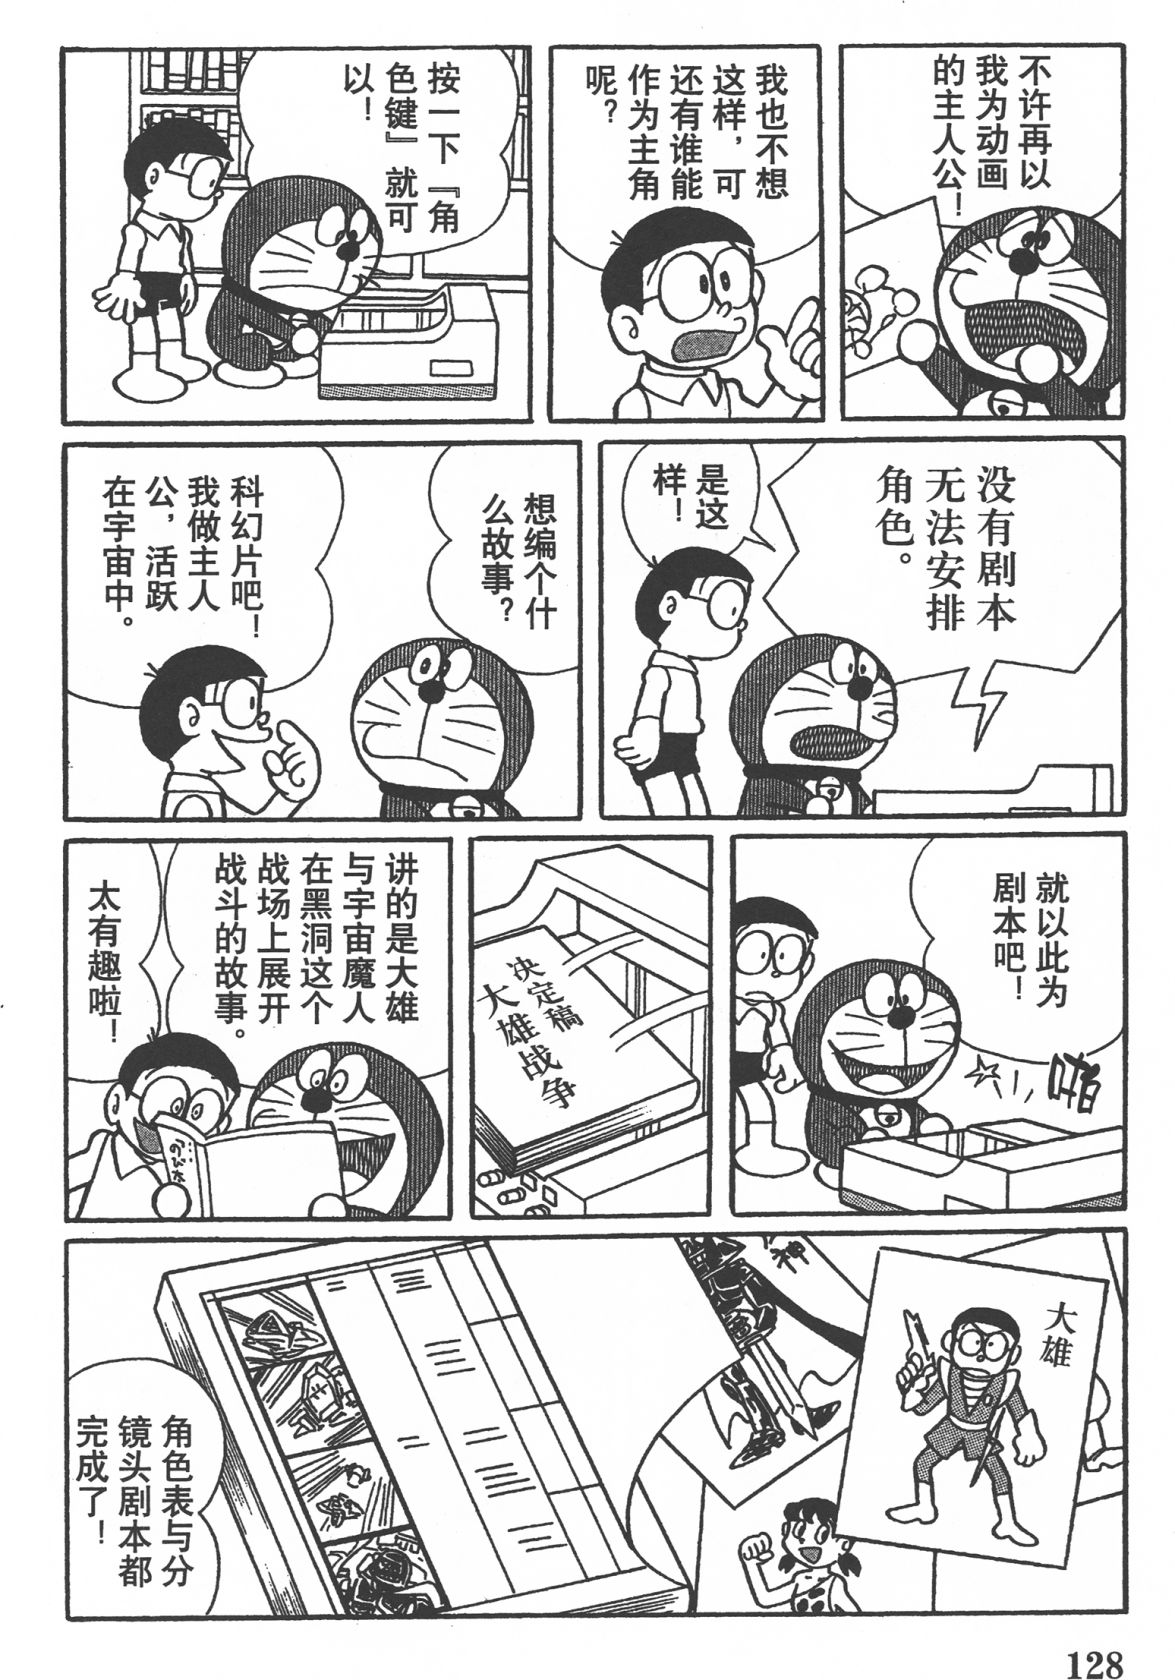 不许再以
我为动画
的主人公！
我也不想
这样，可
还有谁能
作为主角
呢？
按一下『角
色键』就可
以！
没有剧本
无法安排
角色。
是这
样！
想编个什
么故事？
科幻片吧！
我做主人
公，活跃
在宇宙中。
就以此为
剧本吧！
决定稿
大雄战争
讲的是大雄
与宇宙魔人
在黑洞这个
战场上展开
战斗的故事。
太有趣啦！
のび太
神
大雄
角色表与分
镜头剧本都
完成了！
128